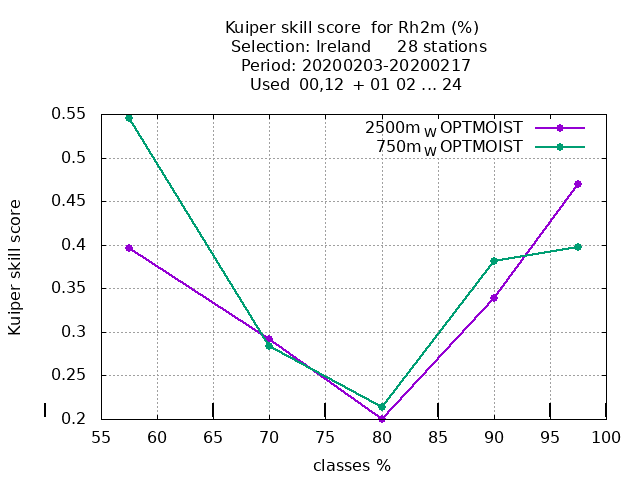 Kuiper skill score  for Rh2m (%)
Selection: Ireland     28 stations
Period: 20200203-20200217
Used  00,12  + 01 02 ... 24
2500m W OPTMOIST
750m W OPTMOIST
Kuiper skill score
0.55
0.5
0.45
0.4
0.35
0.3
0.25
0.2
55 60 65 70 75 80 85 90 95 100
classes %